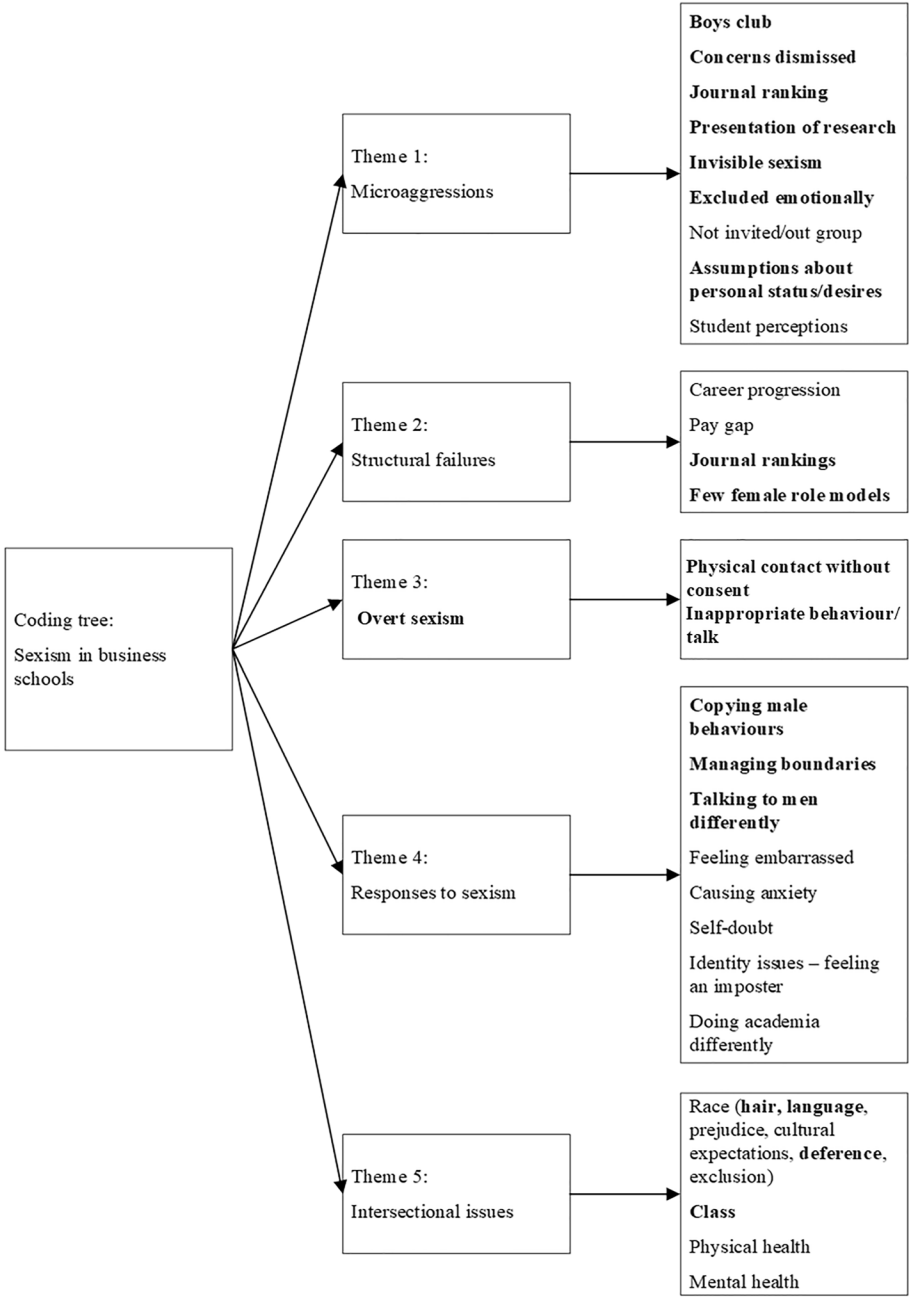 Coding tree:
Sexism in business
schools
Theme 1:
Microaggressions
Boys club
Concerns dismissed
Journal ranking
Presentation of research
Invisible sexism
Excluded emotionally
Not invited/out group
Assumptions about
personal status/desires
Student perceptions
Theme 2:
Structural failures
Career progression
Pay gap
Journal rankings
Few female role models
Theme 3:
Overt sexism
Physical contact without
consent
Inappropriate behaviour/
talk
Theme 4:
Responses to sexism
Copying male
behaviours
Managing boundaries
Talking to men
differently
Feeling embarrassed
Causing anxiety
Self-doubt
Identity issues – feeling
an imposter
Doing academia
differently
Theme 5:
Intersectional issues
Race (hair, language,
prejudice, cultural
expectations, deference,
exclusion)
Class
Physical health
Mental health